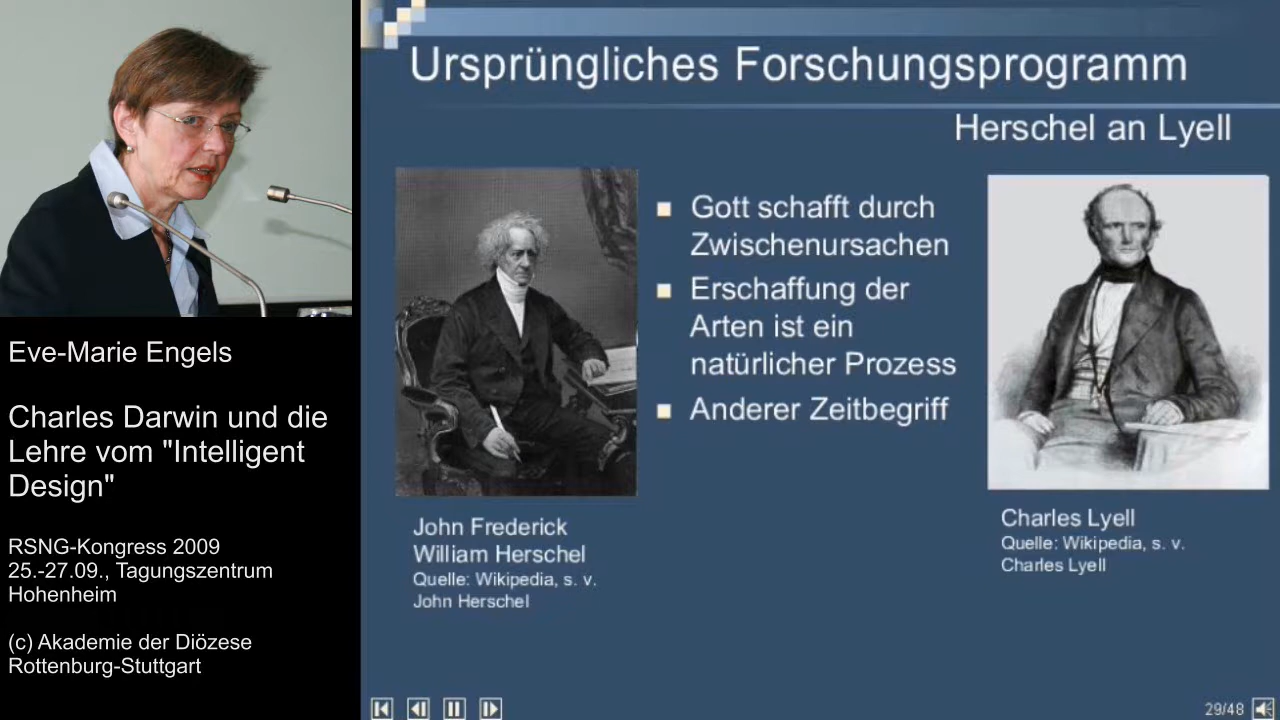 Eve-Marie Engels
Charles Darwin und die
Lehre vom "Intelligent
Design"
RSNG-Kongress 2009
25.-27.09., Tagungszentrum
Hohenheim
(c) Akademie der Diözese
Rottenburg-Stuttgart
Ursprüngliches Forschungsprogramm
Herschel an Lyell
Gott schafft durch
Zwischenursachen
Erschaffung der
Arten ist ein
natürlicher Prozess
Anderer Zeitbegriff
John Frederick
William Herschel
Quelle: Wikipedia, s. v.
John Herschel
Charles Lyell
Quelle: Wikipedia, s. v.
Charles Lyell
29/48